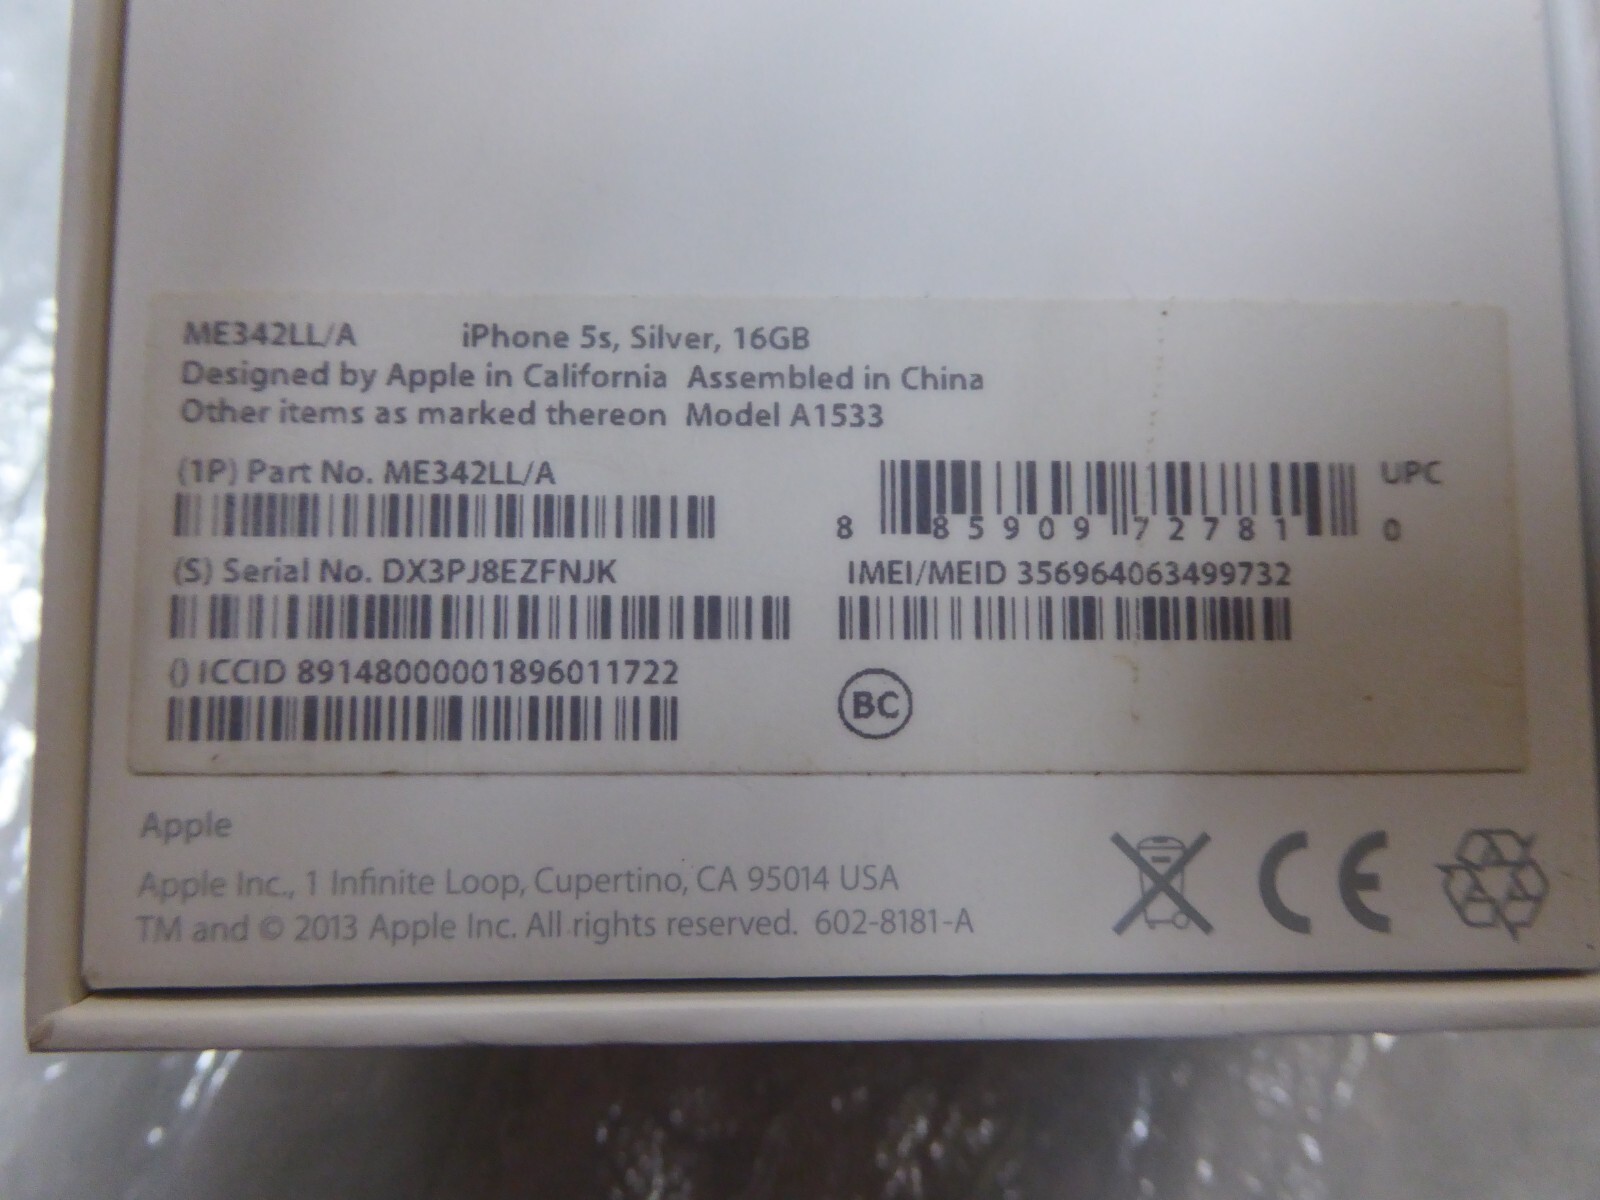 ME342LL/A iPhone 5s, Silver, 16GB
Designed by Apple in California Assembled in China
Other items as marked thereon Model A1533
(1P) Part No. ME342LL/A
UPC
8 85909 72781 0
(S) Serial No. DX3PJ8EZFNJK
IMEI/MEID 356964063499732
() ICCID 89148000001896011722
BC
Apple
Apple Inc., 1 Infinite Loop, Cupertino, CA 95014 USA
TM and © 2013 Apple Inc. All rights reserved. 602-8181-A
CE